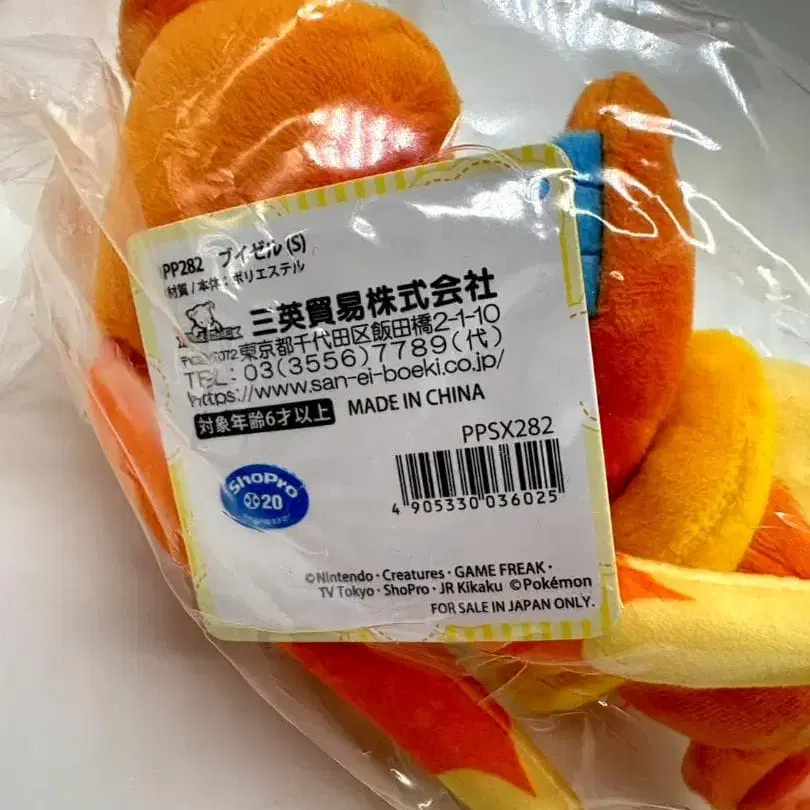 PP282 ブイゼル(S)
材質/本体:ポリエステル
三英貿易株式会社
東京都千代田区飯田橋2-1-10
TEL:03(3556)7789(代)
https://www.san-ei-boeki.co.jp/
対象年齢6才以上 MADE IN CHINA
PPSX282
ShoPro
20
4 905330 036025
©Nintendo・Creatures・GAME FREAK・
TV Tokyo・ShoPro・JR Kikaku ©Pokémon
FOR SALE IN JAPAN ONLY.